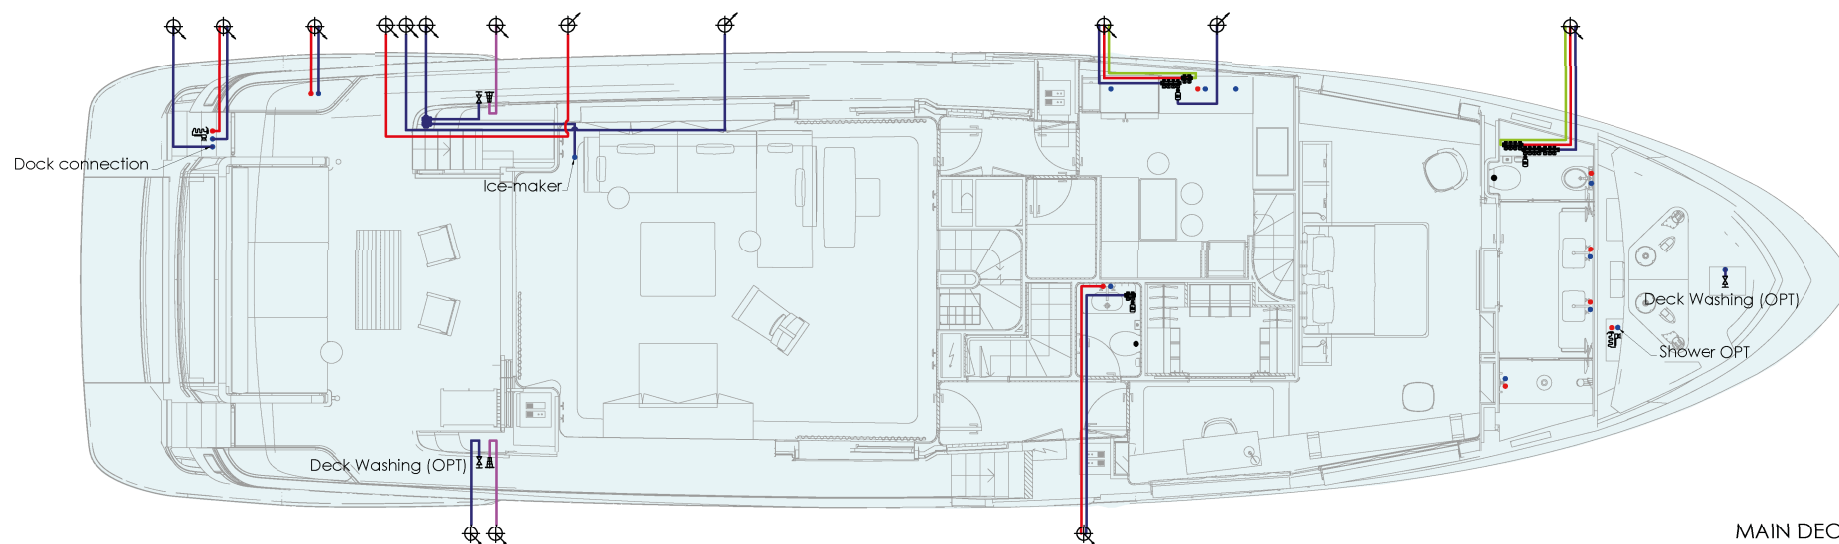 Dock connection
Ice-maker
Deck Washing (OPT)
Shower OPT
Deck Washing (OPT)
MAIN DEC